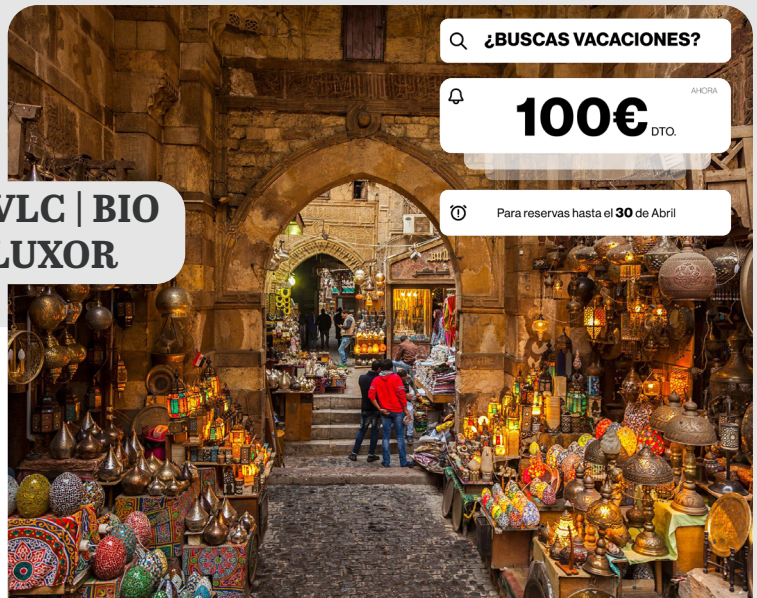 ¿BUSCAS VACACIONES?
AHORA
100€ DTO.
Para reservas hasta el 30 de Abril
VLC | BIO
LUXOR